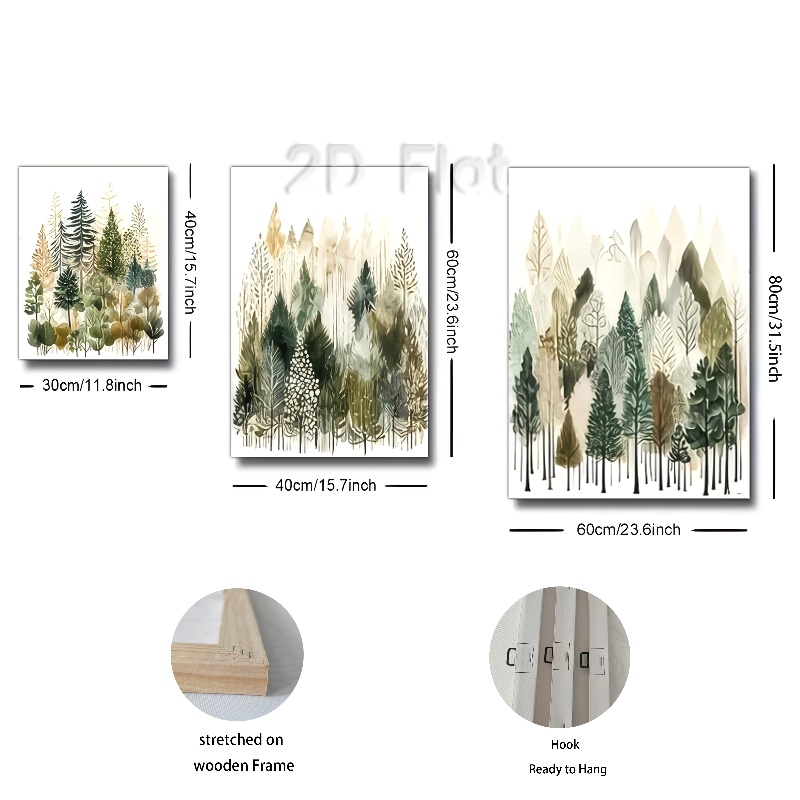 2D Flat
40cm/15.7inch
30cm/11.8inch
60cm/23.6inch
40cm/15.7inch
80cm/31.5inch
60cm/23.6inch
stretched on
wooden Frame
Hook
Ready to Hang